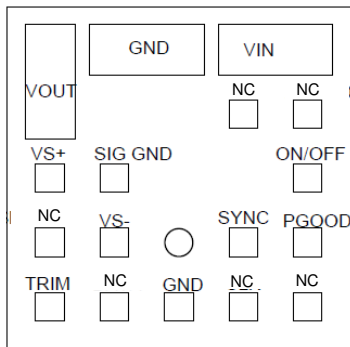 GND
VIN
VOUT
NC NC
VS+ SIG GND ON/OFF
NC VS- SYNC PGOOD
TRIM NC GND NC NC